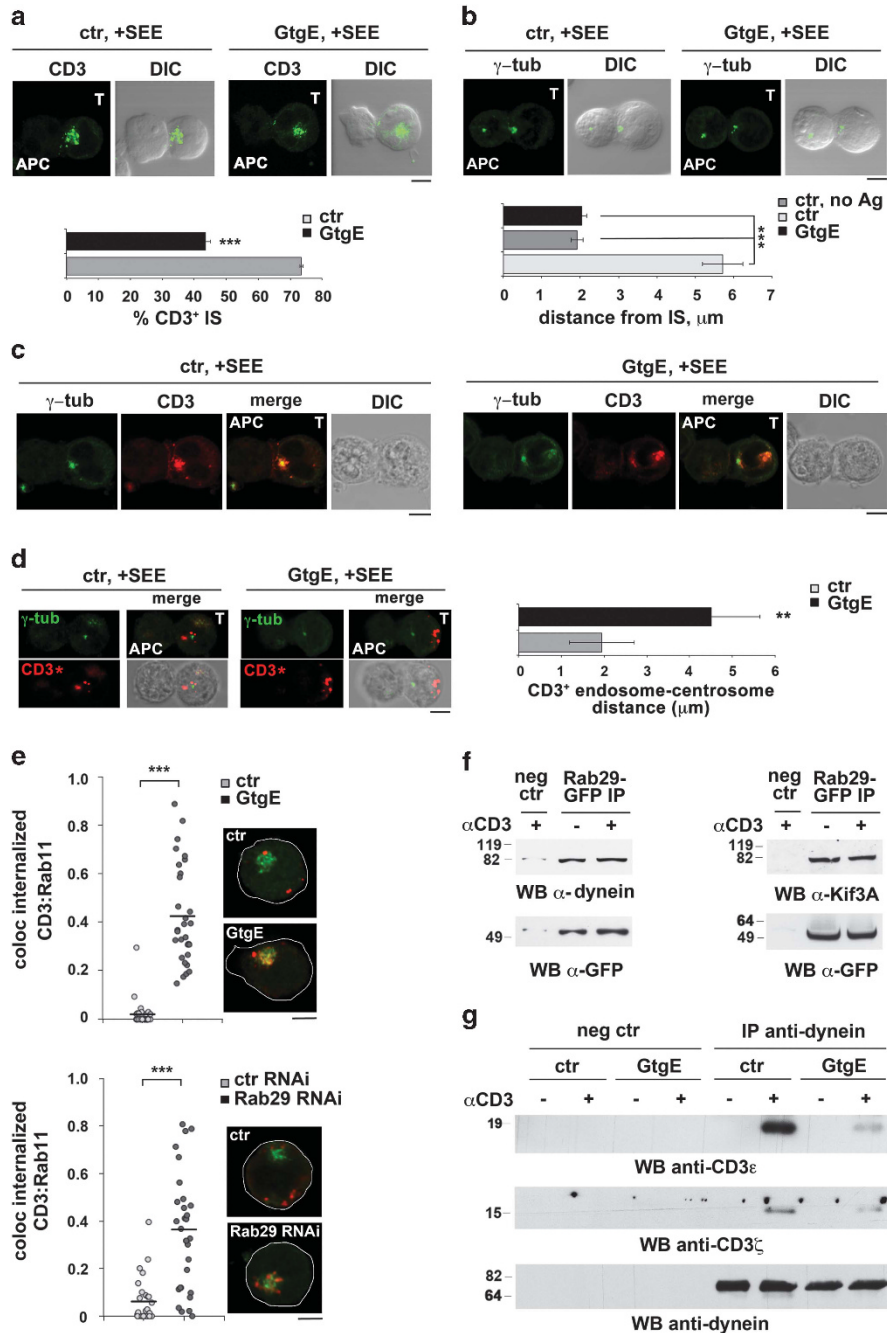 a
ctr, +SEE
GtgE, +SEE
CD3
DIC
CD3
DIC
T
APC
T
APC
ctr
GtgE
***
0 10 20 30 40 50 60 70 80
% CD3+ IS
b
ctr, +SEE
GtgE, +SEE
γ-tub
DIC
γ-tub
DIC
T
APC
T
APC
ctr, no Ag
ctr
GtgE
***
0 1 2 3 4 5 6 7
distance from IS, μm
c
ctr, +SEE
γ-tub
CD3
merge
DIC
APC
T
GtgE, +SEE
γ-tub
CD3
merge
DIC
APC
T
d
ctr, +SEE
GtgE, +SEE
merge
merge
γ-tub
T
APC
γ-tub
T
APC
CD3*
CD3*
ctr
GtgE
**
0 1 2 3 4 5 6
CD3+ endosome-centrosome
distance (μm)
e
coloc internalized
CD3:Rab11
1.0
0.8
0.6
0.4
0.2
0
***
ctr
GtgE
ctr
GtgE
coloc internalized
CD3:Rab11
1.0
0.8
0.6
0.4
0.2
0
***
ctr RNAi
Rab29 RNAi
ctr
Rab29 RNAi
f
neg
ctr
Rab29-
GFP IP
αCD3 + - +
119
82
WB α-dynein
49
WB α-GFP
neg
ctr
Rab29-
GFP IP
αCD3 + - +
119
82
WB α-Kif3A
64
49
WB α-GFP
g
neg ctr
IP anti-dynein
ctr
GtgE
ctr
GtgE
αCD3 - + - + - + - +
19
WB anti-CD3ε
15
WB anti-CD3ζ
82
64
WB anti-dynein